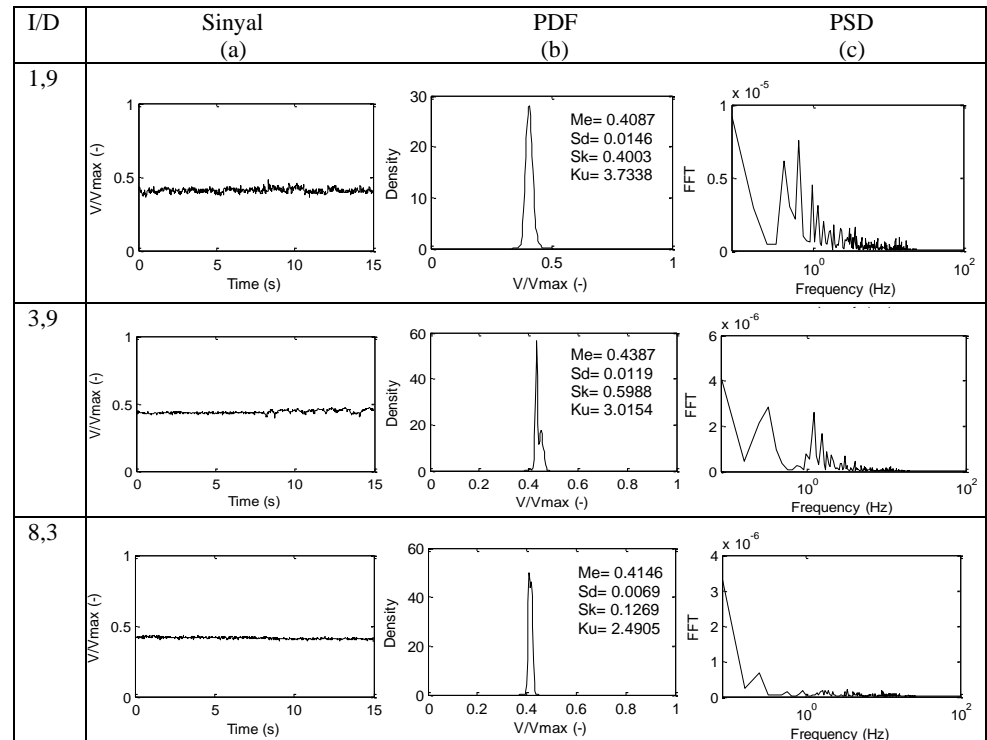 I/D Sinyal PDF PSD
(a) (b) (c)
1,9
1
0.5
0
V/Vmax (-)
0 5 10 15
Time (s)
30
20
10
0
Density
Me= 0.4087
Sd= 0.0146
Sk= 0.4003
Ku= 3.7338
0 0.5 1
V/Vmax (-)
x 10^-5
1
0.5
0
FFT
10^0 10^2
Frequency (Hz)
3,9
1
0.5
0
V/Vmax (-)
0 5 10 15
Time (s)
60
40
20
0
Density
Me= 0.4387
Sd= 0.0119
Sk= 0.5988
Ku= 3.0154
0 0.2 0.4 0.6 0.8 1
V/Vmax (-)
x 10^-6
6
4
2
0
FFT
10^0 10^2
Frequency (Hz)
8,3
1
0.5
0
V/Vmax (-)
0 5 10 15
Time (s)
60
40
20
0
Density
Me= 0.4146
Sd= 0.0069
Sk= 0.1269
Ku= 2.4905
0 0.2 0.4 0.6 0.8 1
V/Vmax (-)
x 10^-6
4
3
2
1
0
FFT
10^0 10^2
Frequency (Hz)